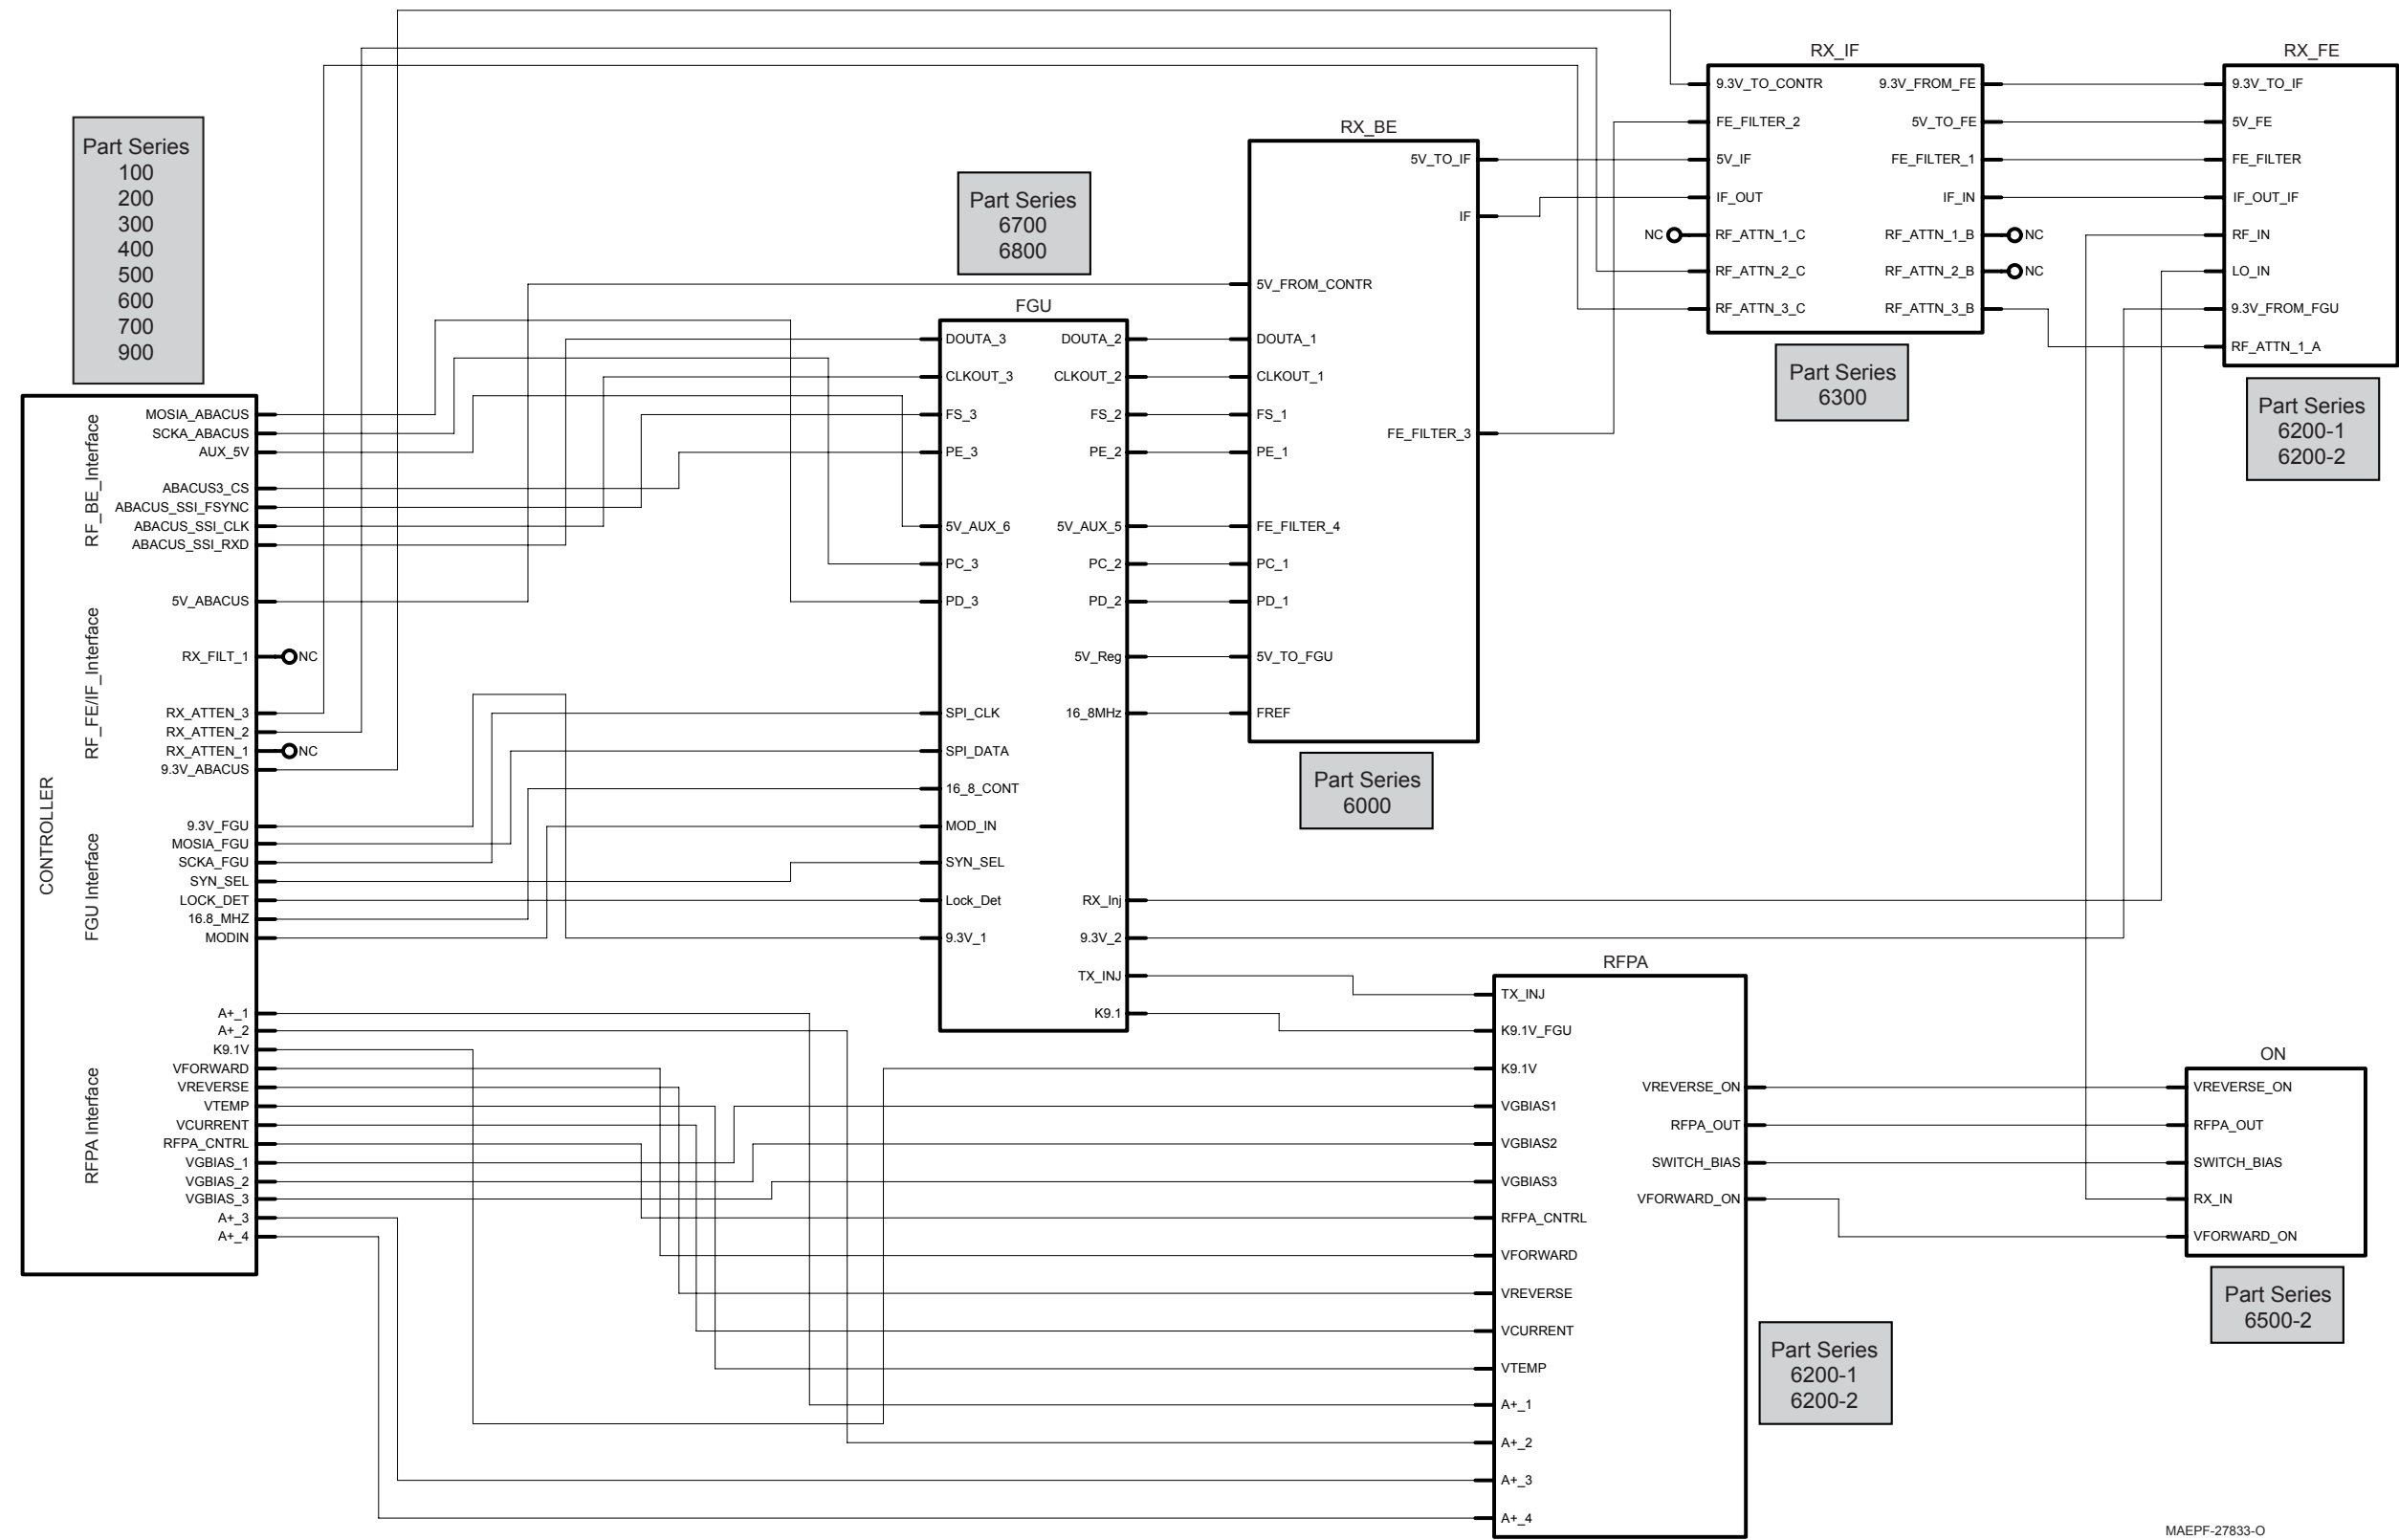 Part Series
100
200
300
400
500
600
700
900
CONTROLLER
RF_BE_Interface
MOSIA_ABACUS
SCKA_ABACUS
AUX_5V
ABACUS3_CS
ABACUS_SSI_FSYNC
ABACUS_SSI_CLK
ABACUS_SSI_RXD
5V_ABACUS
RF_FE/IF_Interface
RX_FILT_1
NC
RX_ATTEN_3
RX_ATTEN_2
RX_ATTEN_1
NC
9.3V_ABACUS
FGU Interface
9.3V_FGU
MOSIA_FGU
SCKA_FGU
SYN_SEL
LOCK_DET
16.8_MHZ
MODIN
RFPA Interface
A+_1
A+_2
K9.1V
VFORWARD
VREVERSE
VTEMP
VCURRENT
RFPA_CNTRL
VGBIAS_1
VGBIAS_2
VGBIAS_3
A+_3
A+_4
Part Series
6700
6800
FGU
DOUTA_3
CLKOUT_3
FS_3
PE_3
5V_AUX_6
PC_3
PD_3
SPI_CLK
SPI_DATA
16_8_CONT
MOD_IN
SYN_SEL
Lock_Det
9.3V_1
DOUTA_2
CLKOUT_2
FS_2
PE_2
5V_AUX_5
PC_2
PD_2
5V_Reg
16_8MHz
RX_Inj
9.3V_2
TX_INJ
K9.1
RX_BE
5V_TO_IF
IF
5V_FROM_CONTR
DOUTA_1
CLKOUT_1
FS_1
PE_1
FE_FILTER_3
FE_FILTER_4
PC_1
PD_1
5V_TO_FGU
FREF
Part Series
6000
RX_IF
9.3V_TO_CONTR
FE_FILTER_2
5V_IF
IF_OUT
NC
RF_ATTN_1_C
RF_ATTN_2_C
RF_ATTN_3_C
9.3V_FROM_FE
5V_TO_FE
FE_FILTER_1
IF_IN
RF_ATTN_1_B
NC
RF_ATTN_2_B
NC
RF_ATTN_3_B
Part Series
6300
RX_FE
9.3V_TO_IF
5V_FE
FE_FILTER
IF_OUT_IF
RF_IN
LO_IN
9.3V_FROM_FGU
RF_ATTN_1_A
Part Series
6200-1
6200-2
RFPA
TX_INJ
K9.1V_FGU
K9.1V
VGBIAS1
VGBIAS2
VGBIAS3
RFPA_CNTRL
VFORWARD
VREVERSE
VCURRENT
VTEMP
A+_1
A+_2
A+_3
A+_4
VREVERSE_ON
RFPA_OUT
SWITCH_BIAS
VFORWARD_ON
Part Series
6200-1
6200-2
ON
VREVERSE_ON
RFPA_OUT
SWITCH_BIAS
RX_IN
VFORWARD_ON
Part Series
6500-2
MAEPF-27833-O